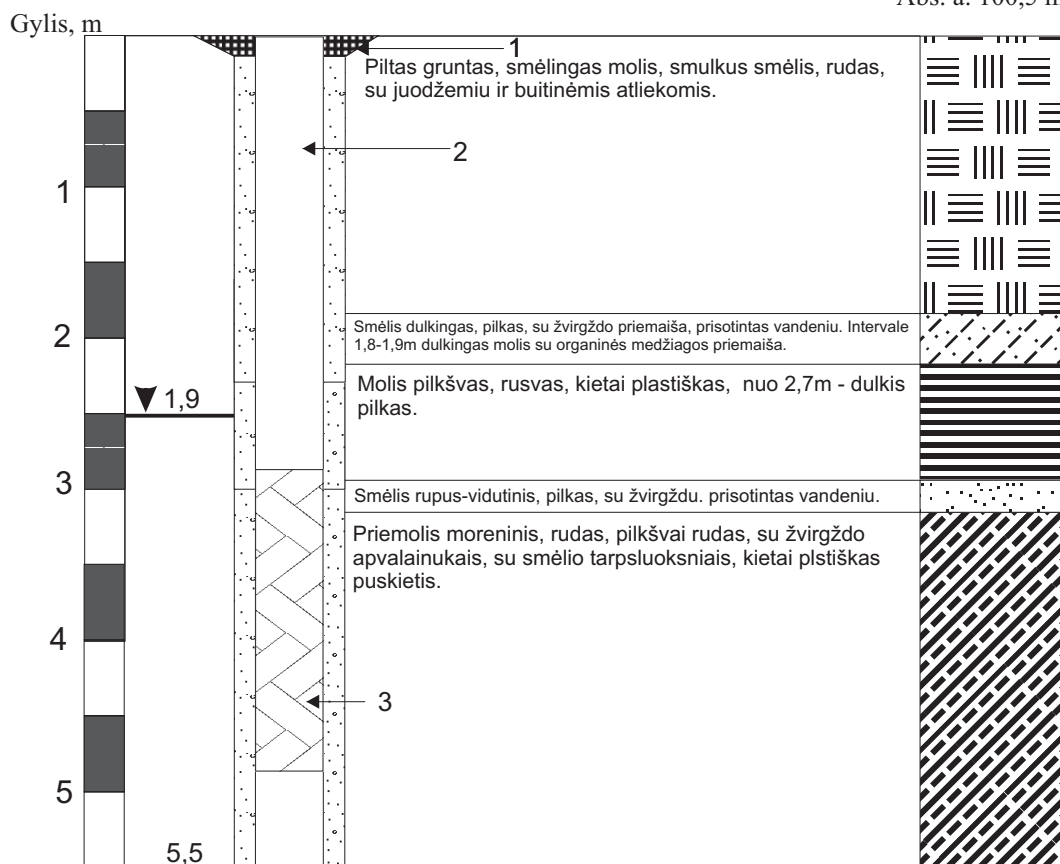 Abs. a. 100,5 m
Gylis, m
1
Piltas gruntas, smėlingas molis, smulkus smėlis, rudas,
su juodžemiu ir buitinėmis atliekomis.
2
1
Smėlis dulkingas, pilkas, su žvirgždo priemaiša, prisotintas vandeniu. Intervale
1,8-1,9m dulkingas molis su organinės medžiagos priemaiša.
2
Molis pilkšvas, rusvas, kietai plastiškas, nuo 2,7m - dulkis
pilkas.
1,9
3
Smėlis rupus-vidutinis, pilkas, su žvirgždu. prisotintas vandeniu.
Priemolis moreninis, rudas, pilkšvai rudas, su žvirgždo
apvalainukais, su smėlio tarpsluoksniais, kietai plstiškas
puskietis.
4
3
5
5,5